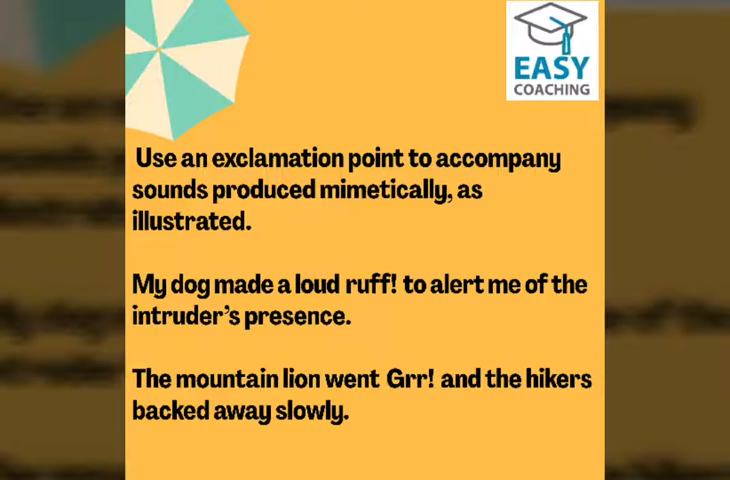 EASY
COACHING
Use an exclamation point to accompany
sounds produced mimetically, as
illustrated.
My dog made a loud ruff! to alert me of the
intruder's presence.
The mountain lion went Grr! and the hikers
backed away slowly.